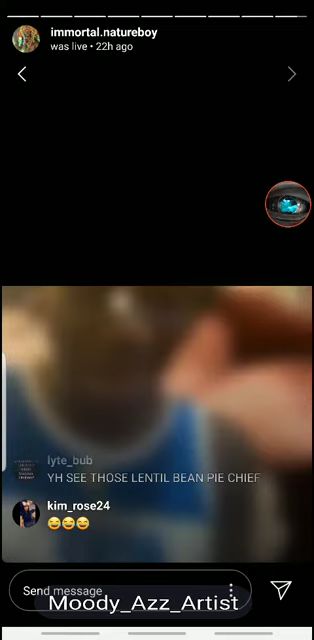 immortal.natureboy
was live • 22h ago
lyte_bub
YH SEE THOSE LENTIL BEAN PIE CHIEF
kim_rose24
😂😂😂
Send message
Moody_Azz_Artist